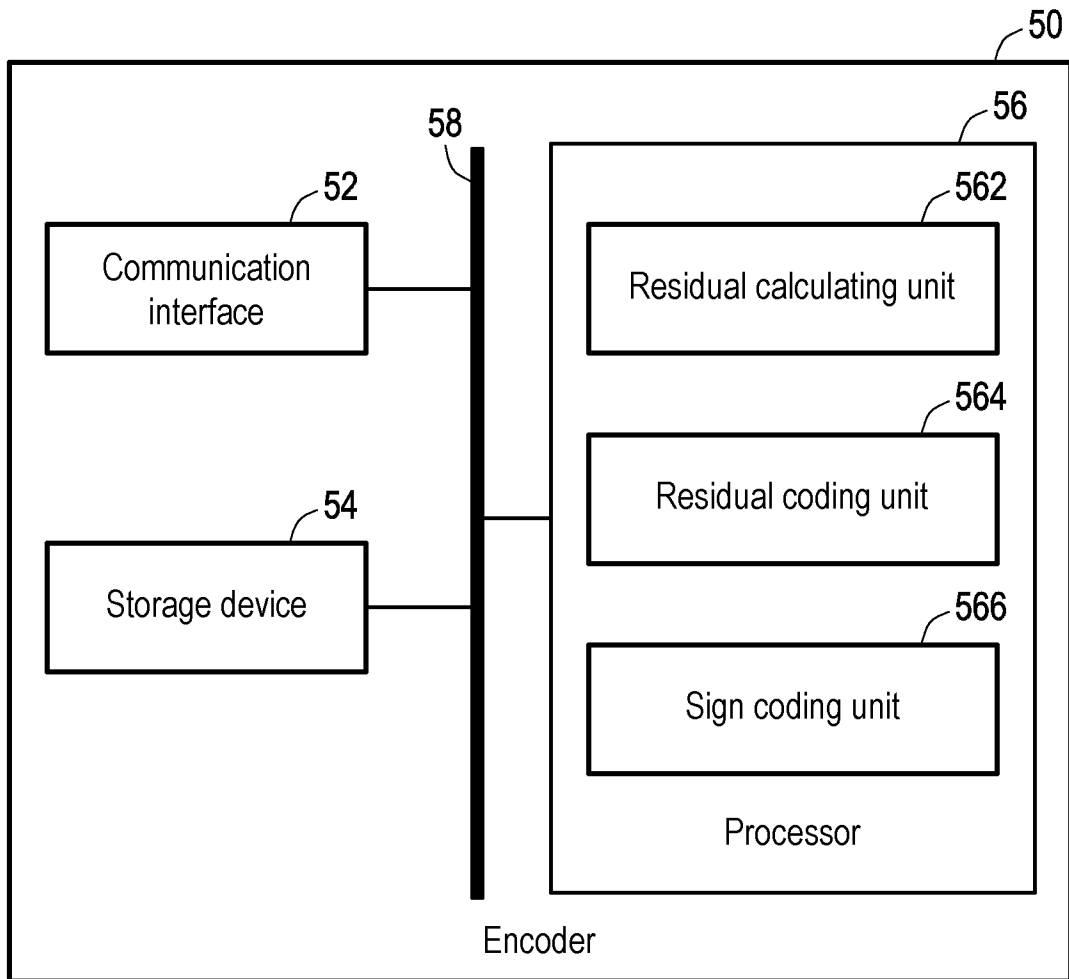 50
58
56
52
Communication
interface
562
Residual calculating unit
564
Residual coding unit
54
Storage device
566
Sign coding unit
Processor
Encoder